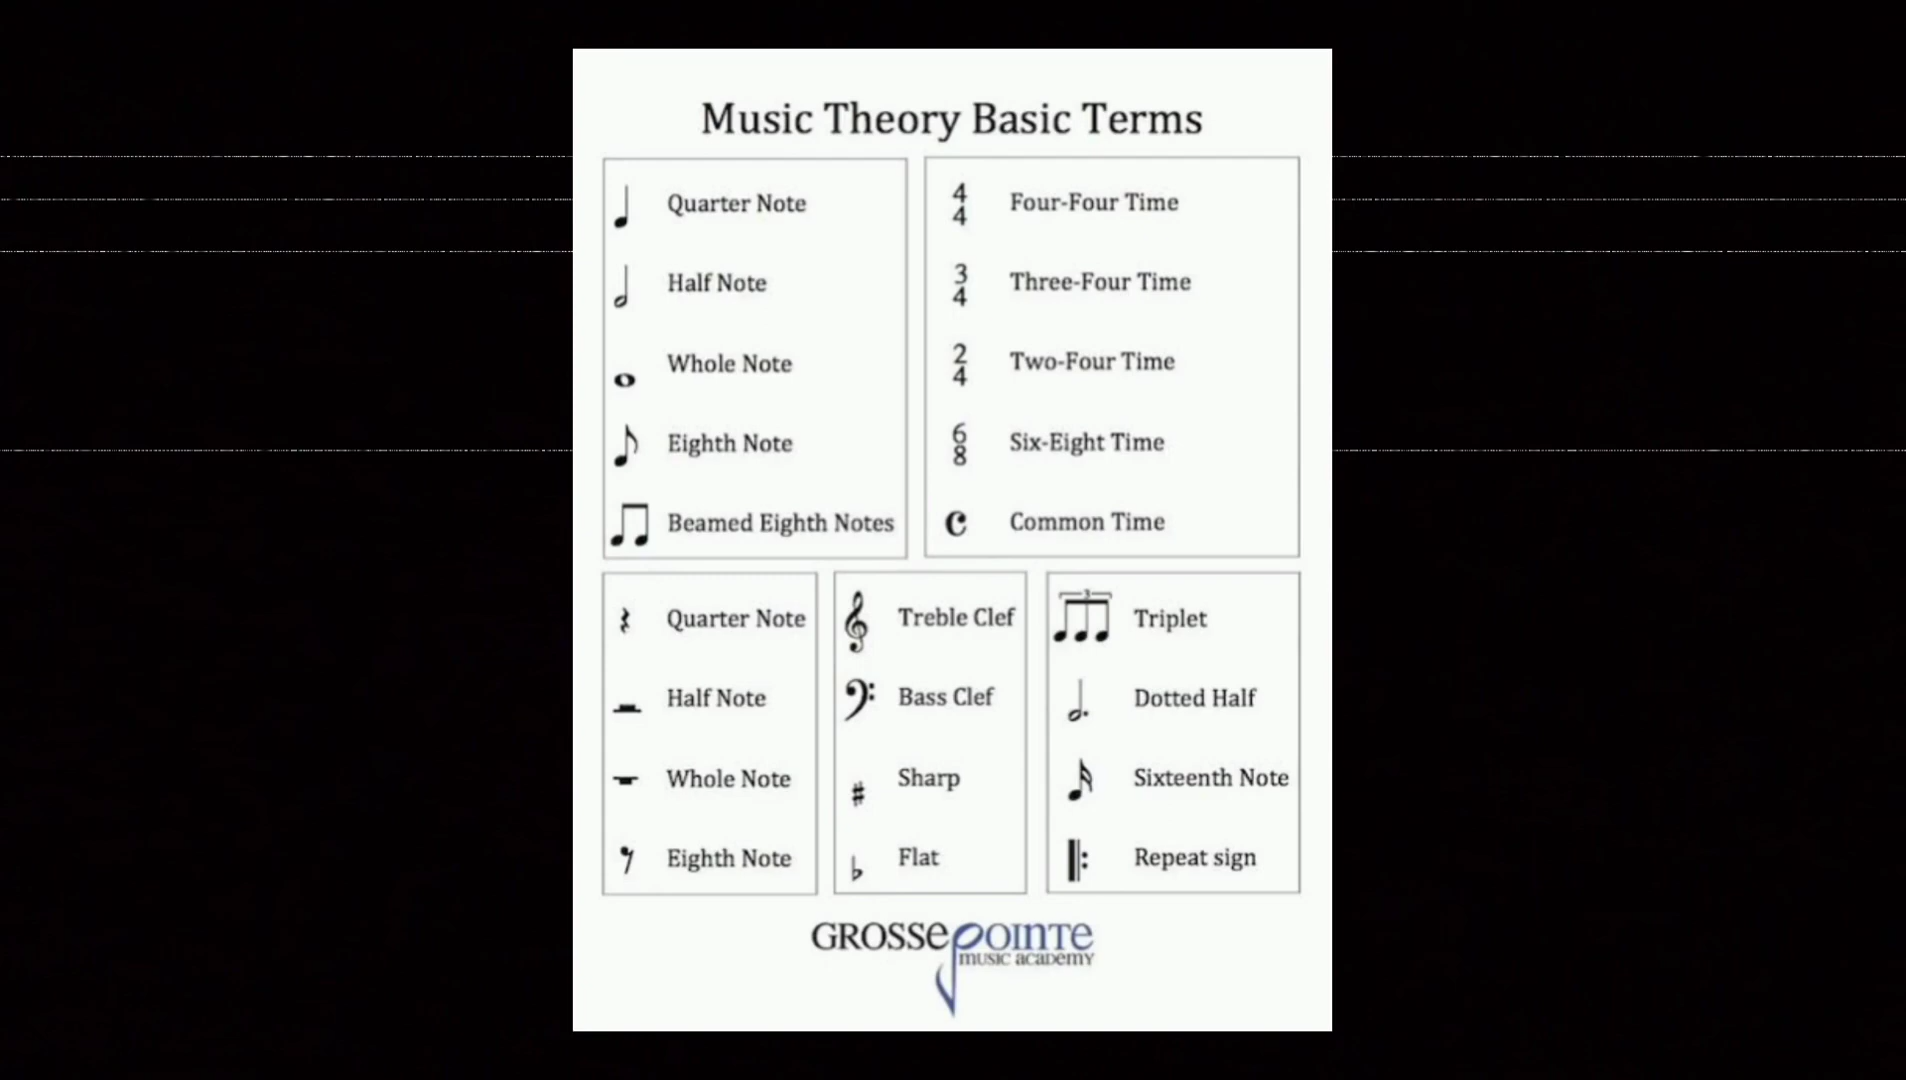 Music Theory Basic Terms
Quarter Note
Half Note
Whole Note
Eighth Note
Beamed Eighth Notes
4
4
Four-Four Time
3
4
Three-Four Time
2
4
Two-Four Time
6
8
Six-Eight Time
Common Time
Quarter Note
Half Note
Whole Note
Eighth Note
Treble Clef
Bass Clef
Sharp
Flat
3
Triplet
Dotted Half
Sixteenth Note
Repeat sign
GROSSE POINTE
MUSIC ACADEMY